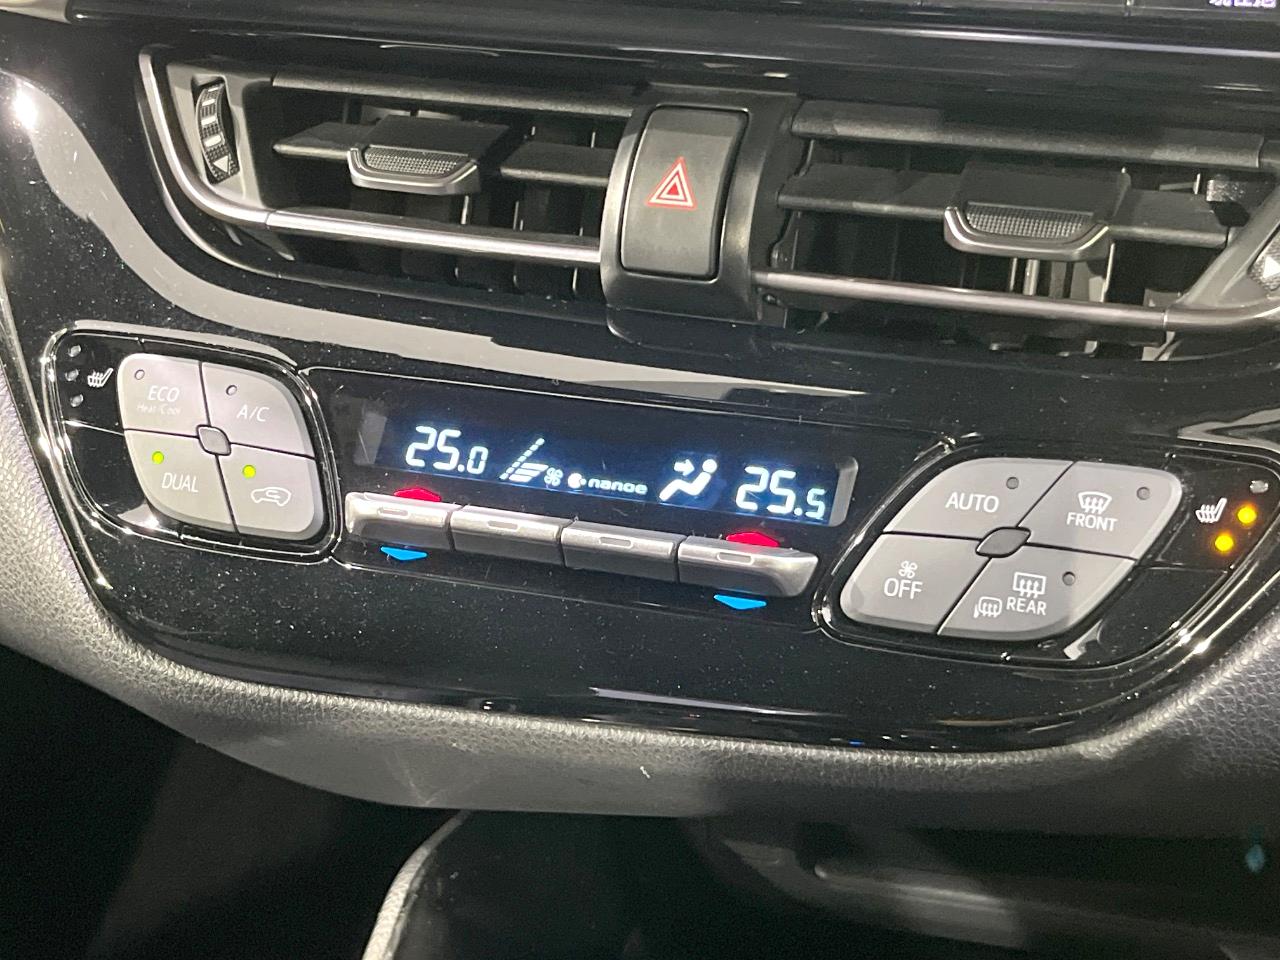 ECO
Heat/Cool
A/C
DUAL
25.0
nanoe
25.5
AUTO
FRONT
OFF
REAR